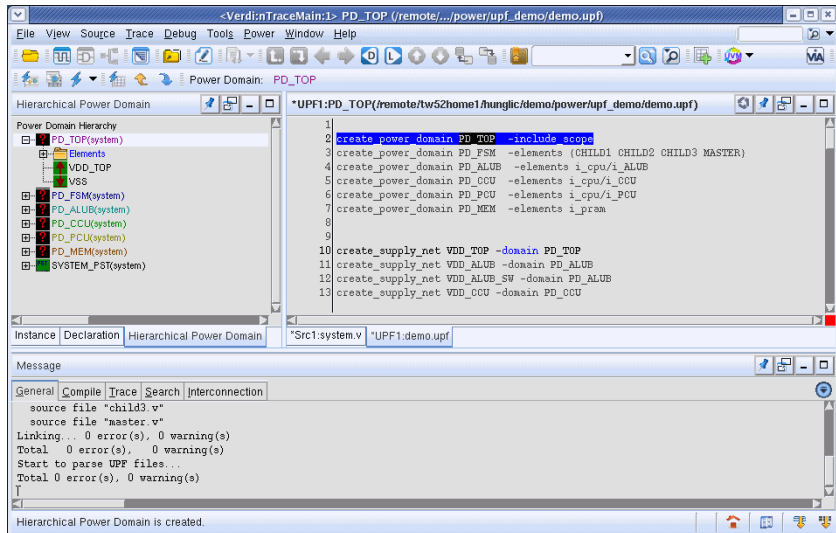 <Verdi:nTraceMain:1> PD_TOP (/remote/.../power/upf_demo/demo.upf)
File View Source Trace Debug Tools Power Window Help
Power Domain: PD_TOP
Hierarchical Power Domain
Power Domain Hierarchy
PD_TOP(system)
Elements
VDD_TOP
VSS
PD_FSM(system)
PD_ALUB(system)
PD_CCU(system)
PD_PCU(system)
PD_MEM(system)
SYSTEM_PST(system)
Instance Declaration Hierarchical Power Domain
*UPF1:PD_TOP(/remote/tw52home1/hunglic/demo/power/upf_demo/demo.upf)
1
2 create_power_domain PD_TOP -include_scope
3 create_power_domain PD_FSM -elements {CHILD1 CHILD2 CHILD3 MASTER}
4 create_power_domain PD_ALUB -elements i_cpu/i_ALUB
5 create_power_domain PD_CCU -elements i_cpu/i_CCU
6 create_power_domain PD_PCU -elements i_cpu/i_PCU
7 create_power_domain PD_MEM -elements i_pram
8
9
10 create_supply_net VDD_TOP -domain PD_TOP
11 create_supply_net VDD_ALUB -domain PD_ALUB
12 create_supply_net VDD_ALUB_SW -domain PD_ALUB
13 create_supply_net VDD_CCU -domain PD_CCU
*Src1:system.v *UPF1:demo.upf
Message
General Compile Trace Search Interconnection
source file "child3.v"
source file "master.v"
Linking... 0 error(s), 0 warning(s)
Total 0 error(s), 0 warning(s)
Start to parse UPF files...
Total 0 error(s), 0 warning(s)
Hierarchical Power Domain is created.